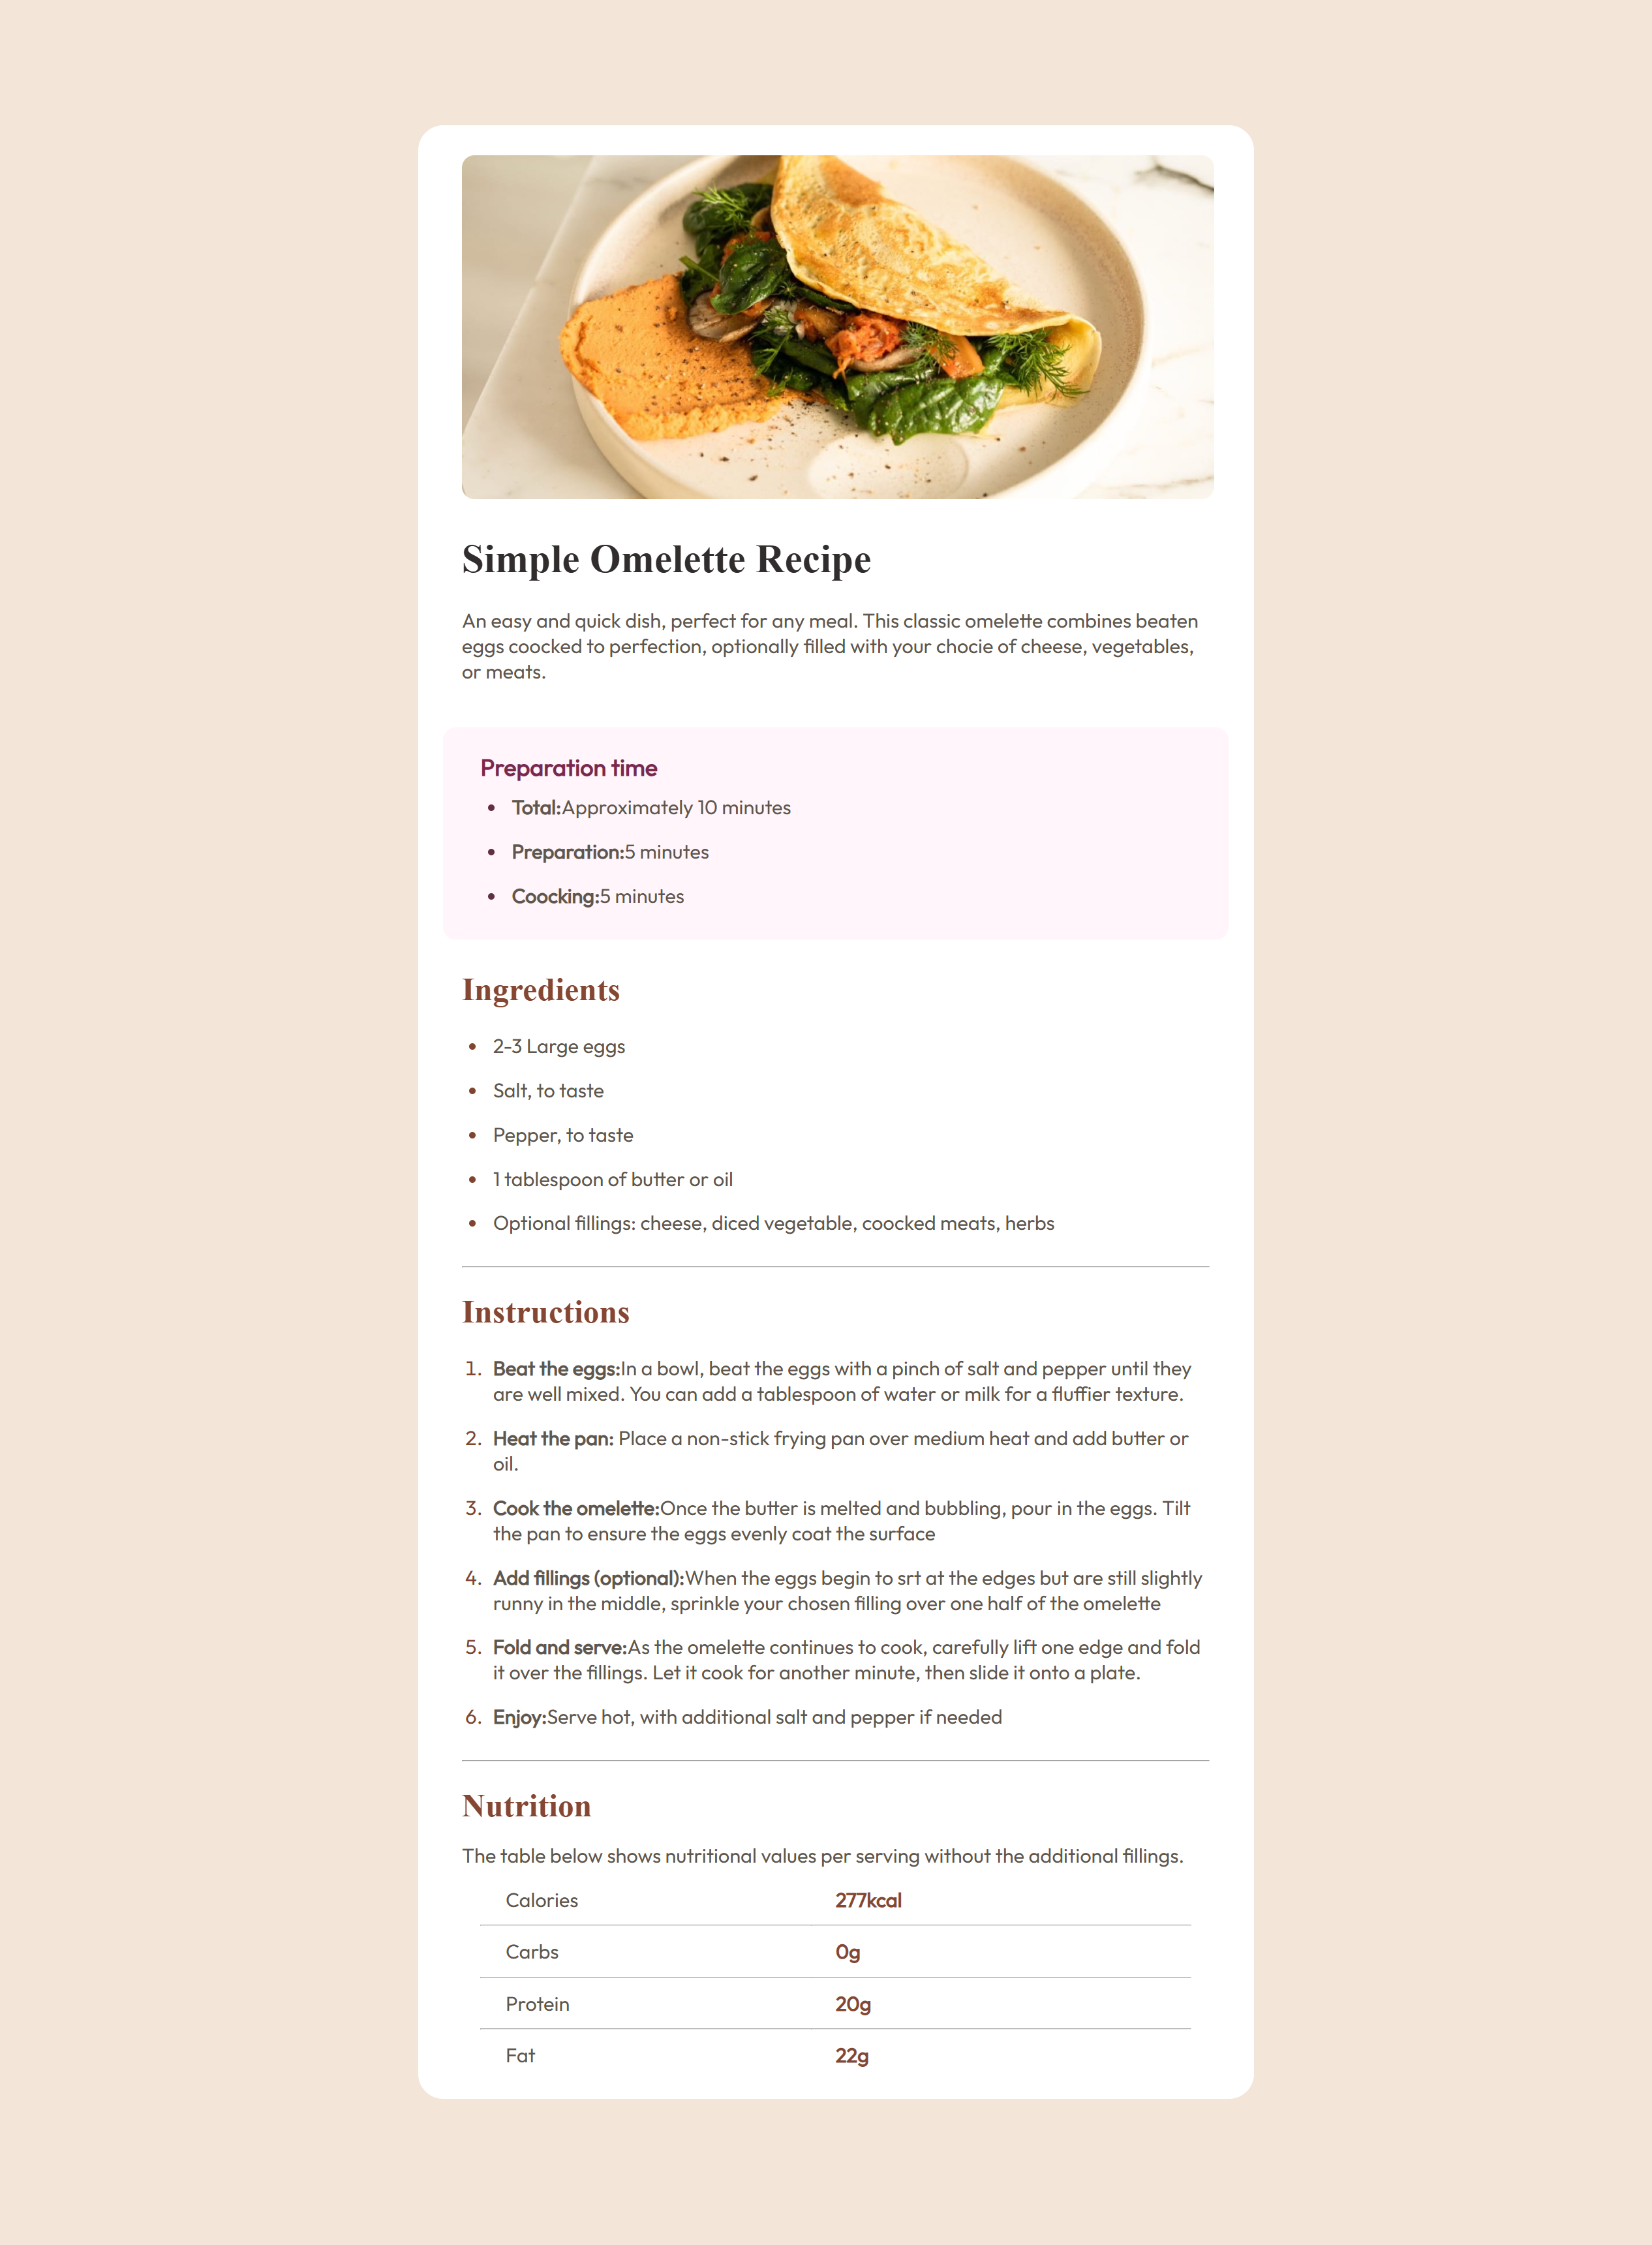 Simple Omelette Recipe
An easy and quick dish, perfect for any meal. This classic omelette combines beaten
eggs coocked to perfection, optionally filled with your chocie of cheese, vegetables,
or meats.
Preparation time
• Total:Approximately 10 minutes
• Preparation:5 minutes
• Coocking:5 minutes
Ingredients
• 2-3 Large eggs
• Salt, to taste
• Pepper, to taste
• 1 tablespoon of butter or oil
• Optional fillings: cheese, diced vegetable, coocked meats, herbs
Instructions
1. Beat the eggs:In a bowl, beat the eggs with a pinch of salt and pepper until they
are well mixed. You can add a tablespoon of water or milk for a fluffier texture.
2. Heat the pan: Place a non-stick frying pan over medium heat and add butter or
oil.
3. Cook the omelette:Once the butter is melted and bubbling, pour in the eggs. Tilt
the pan to ensure the eggs evenly coat the surface
4. Add fillings (optional):When the eggs begin to srt at the edges but are still slightly
runny in the middle, sprinkle your chosen filling over one half of the omelette
5. Fold and serve:As the omelette continues to cook, carefully lift one edge and fold
it over the fillings. Let it cook for another minute, then slide it onto a plate.
6. Enjoy:Serve hot, with additional salt and pepper if needed
Nutrition
The table below shows nutritional values per serving without the additional fillings.
Calories 277kcal
Carbs 0g
Protein 20g
Fat 22g